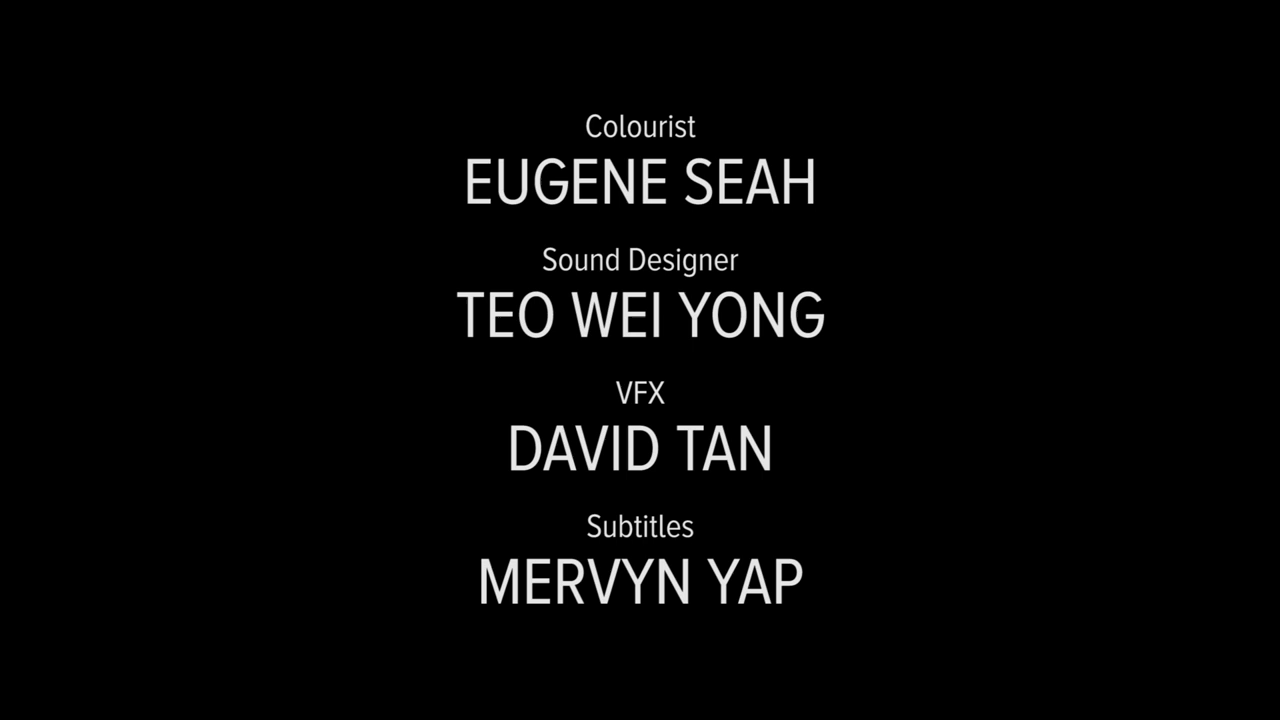 Colourist
EUGENE SEAH
Sound Designer
TEO WEI YONG
VFX
DAVID TAN
Subtitles
MERVYN YAP